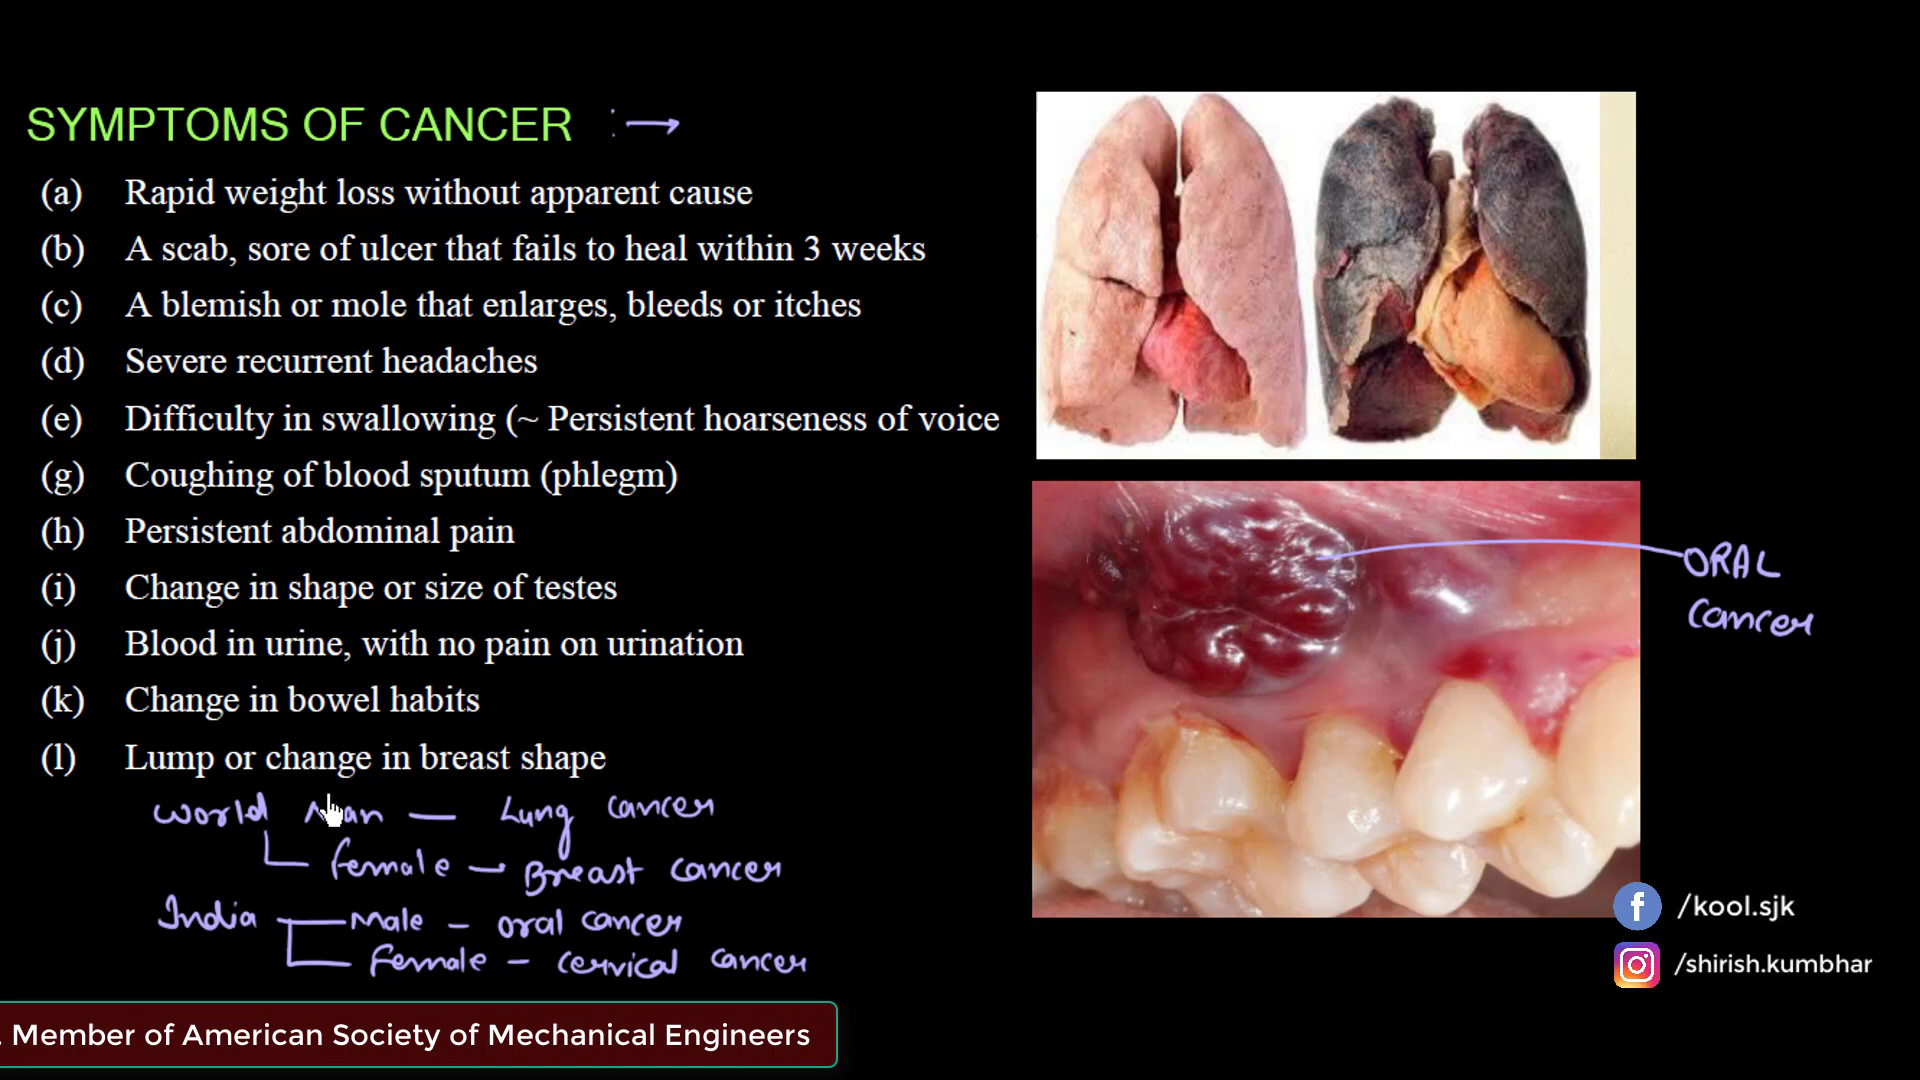 SYMPTOMS OF CANCER :→
(a) Rapid weight loss without apparent cause
(b) A scab, sore of ulcer that fails to heal within 3 weeks
(c) A blemish or mole that enlarges, bleeds or itches
(d) Severe recurrent headaches
(e) Difficulty in swallowing (~ Persistent hoarseness of voice
(g) Coughing of blood sputum (phlegm)
(h) Persistent abdominal pain
(i) Change in shape or size of testes
(j) Blood in urine, with no pain on urination
(k) Change in bowel habits
(l) Lump or change in breast shape
World Man — Lung cancer
female — Breast cancer
India — Male — oral cancer
Female — cervical cancer
ORAL
cancer
/kool.sjk
/shirish.kumbhar
. Member of American Society of Mechanical Engineers